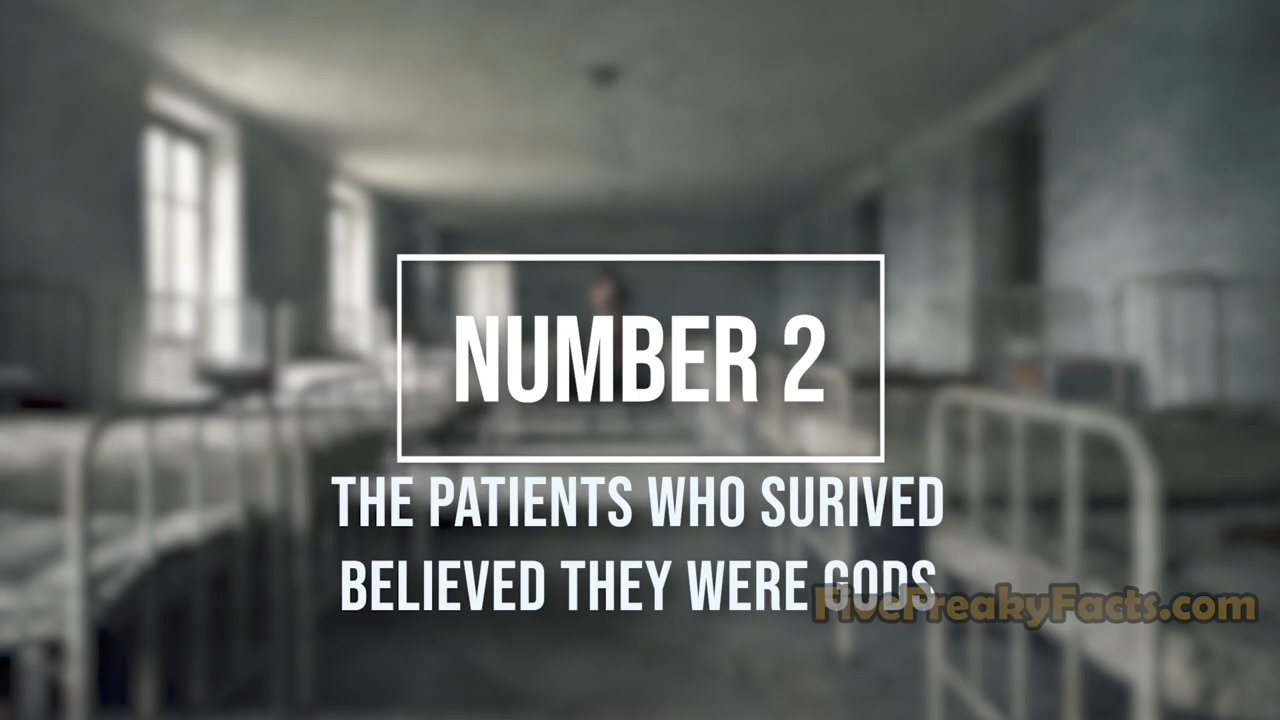 NUMBER 2
THE PATIENTS WHO SURIVED
BELIEVED THEY WERE GODS
FiveFreakyFacts.com